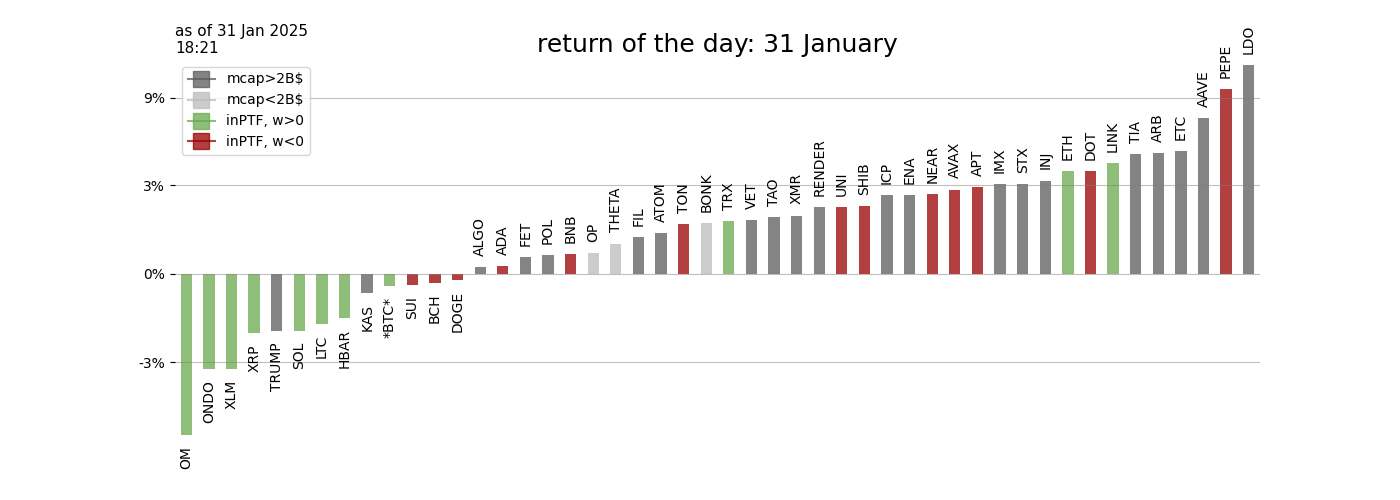 as of 31 Jan 2025
18:21
return of the day: 31 January
mcap>2B$
mcap<2B$
inPTF, w>0
inPTF, w<0
9%
3%
0%
-3%
OM
ONDO
XLM
XRP
TRUMP
SOL
LTC
HBAR
KAS
*BTC*
SUI
BCH
DOGE
ALGO
ADA
FET
POL
BNB
OP
THETA
FIL
ATOM
TON
BONK
TRX
VET
TAO
XMR
RENDER
UNI
SHIB
ICP
ENA
NEAR
AVAX
APT
IMX
STX
INJ
ETH
DOT
LINK
TIA
ARB
ETC
AAVE
PEPE
LDO